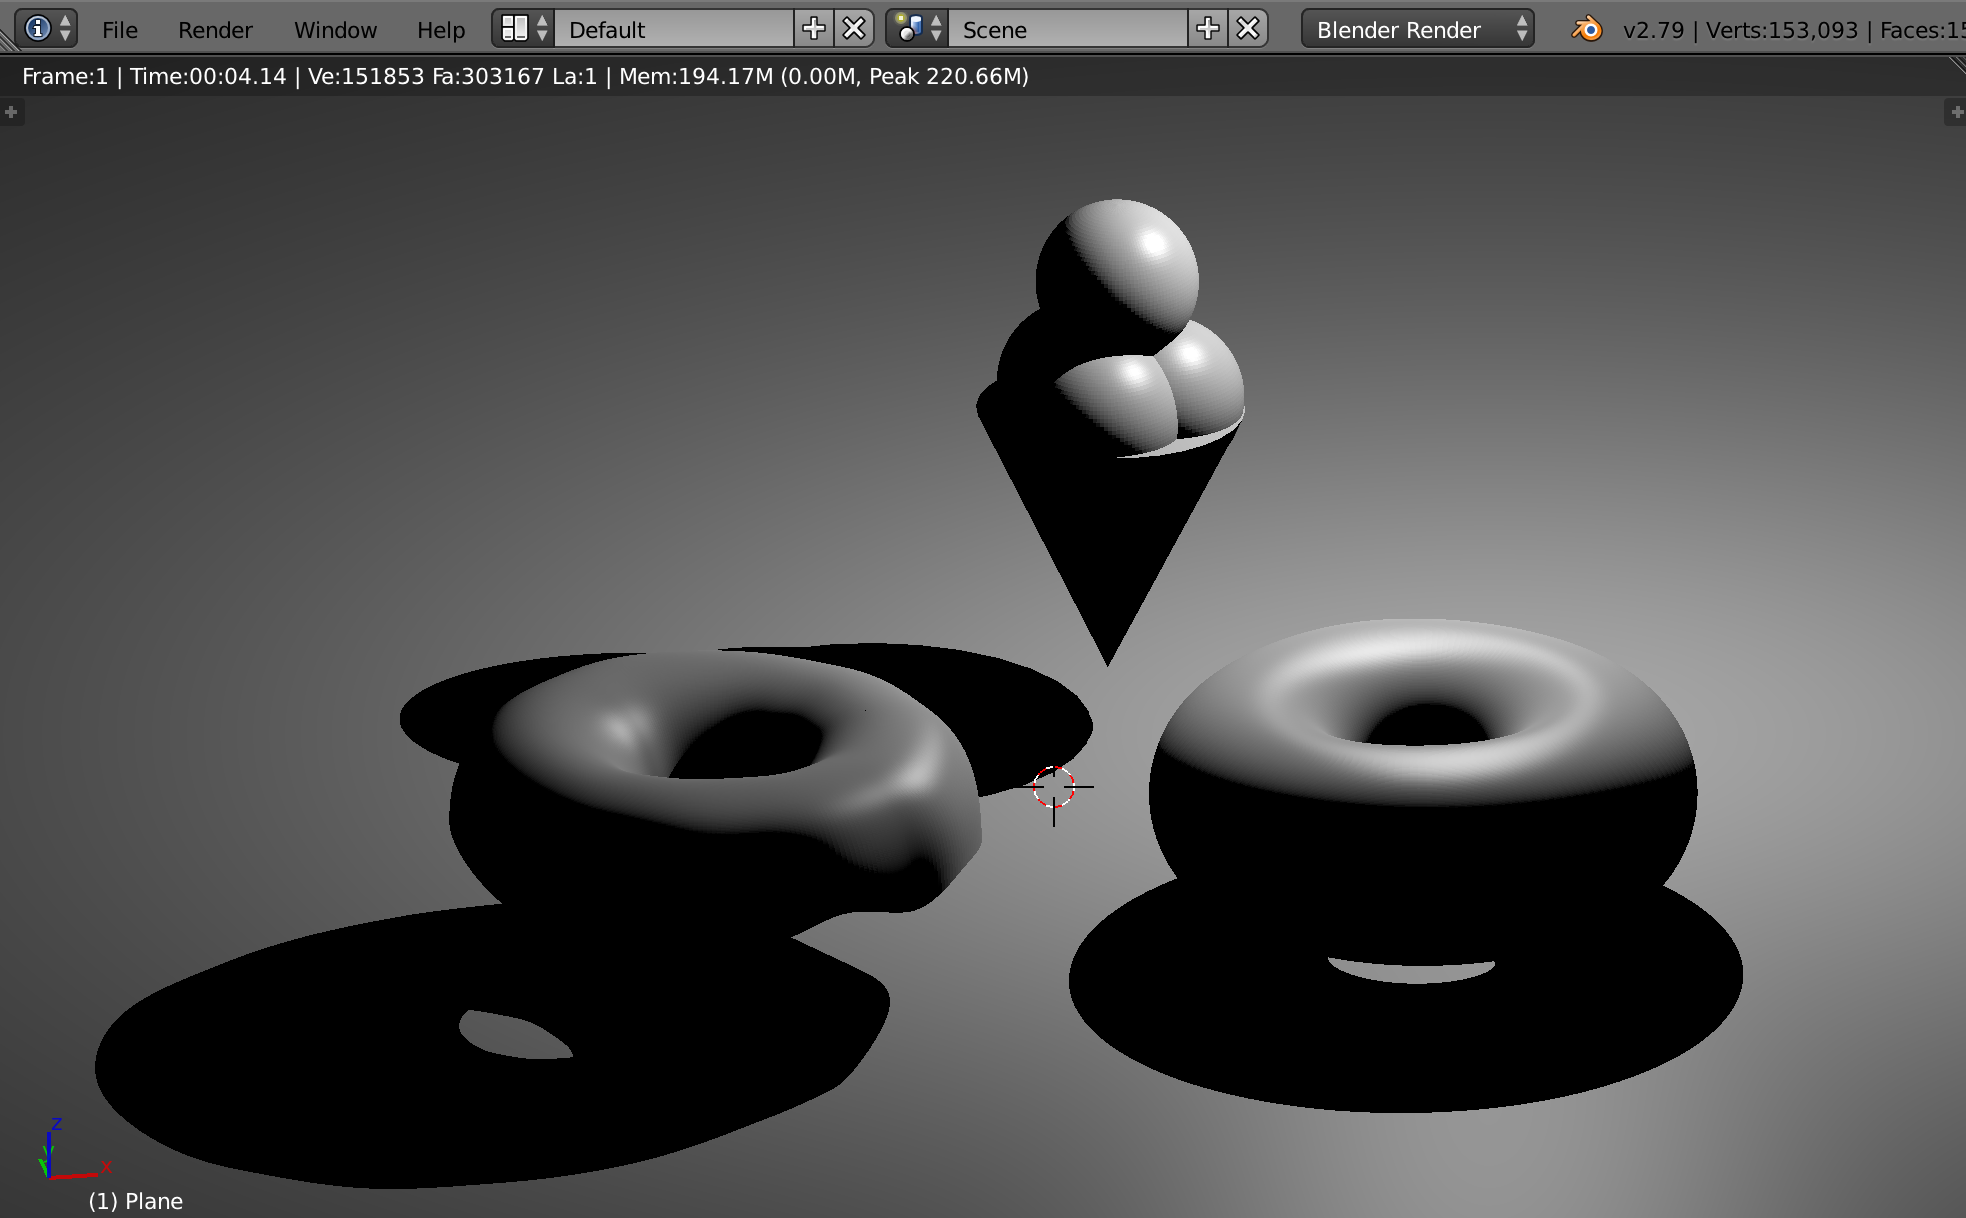 File Render Window Help Default Scene Blender Render v2.79 | Verts:153,093 | Faces:15
Frame:1 | Time:00:04.14 | Ve:151853 Fa:303167 La:1 | Mem:194.17M (0.00M, Peak 220.66M)
z
y
x
(1) Plane